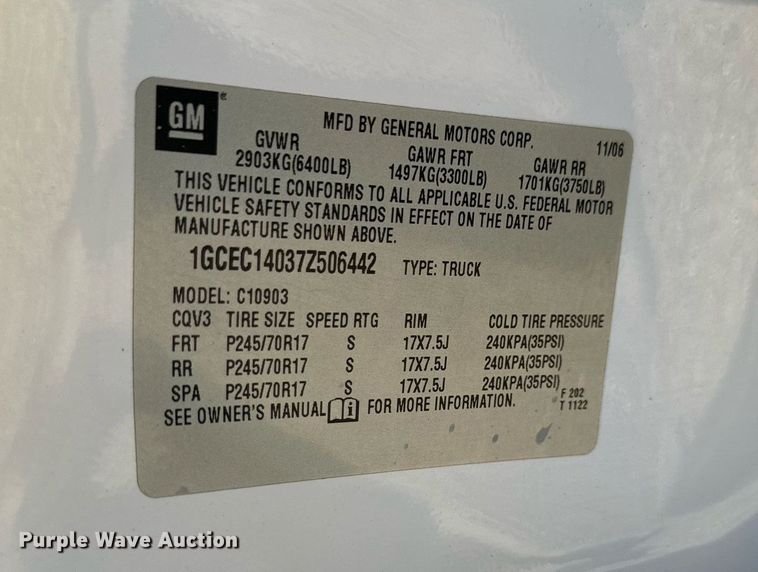 GM®
MFD BY GENERAL MOTORS CORP. 11/06
GVWR GAWR FRT GAWR RR
2903KG(6400LB) 1497KG(3300LB) 1701KG(3750LB)
THIS VEHICLE CONFORMS TO ALL APPLICABLE U.S. FEDERAL MOTOR
VEHICLE SAFETY STANDARDS IN EFFECT ON THE DATE OF
MANUFACTURE SHOWN ABOVE.
1GCEC14037Z506442 TYPE: TRUCK
MODEL: C10903
CQV3 TIRE SIZE SPEED RTG RIM COLD TIRE PRESSURE
FRT P245/70R17 S 17X7.5J 240KPA(35PSI)
RR P245/70R17 S 17X7.5J 240KPA(35PSI)
SPA P245/70R17 S 17X7.5J 240KPA(35PSI)
SEE OWNER'S MANUAL i FOR MORE INFORMATION.
F 202
T 1122
Purple Wave Auction